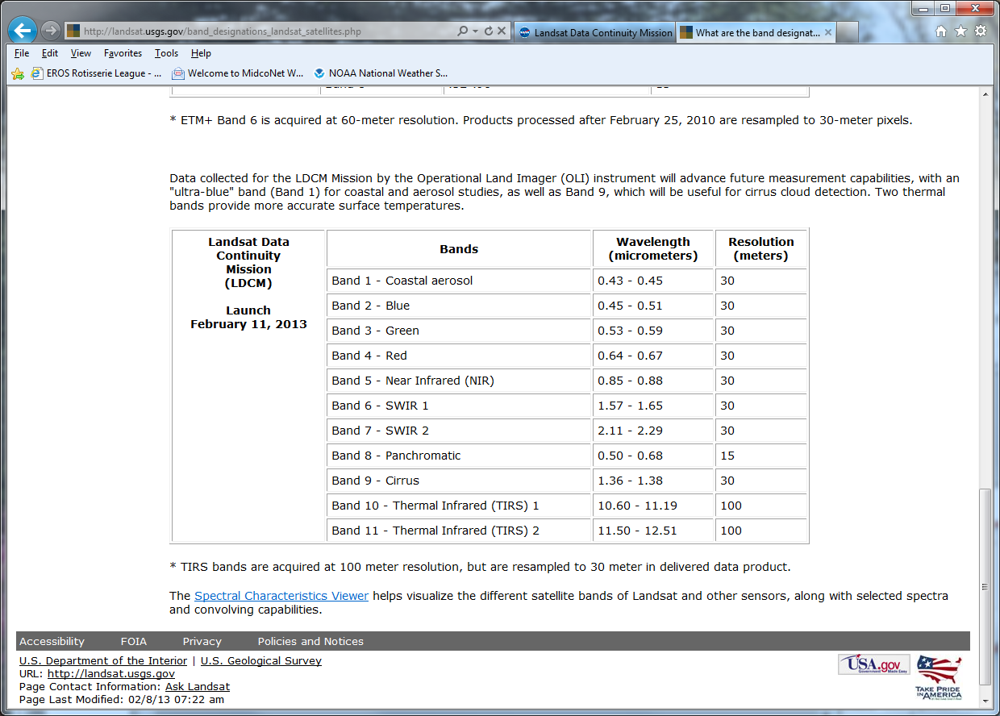 http://landsat.usgs.gov/band_designations_landsat_satellites.php
Landsat Data Continuity Mission
What are the band designat...
File Edit View Favorites Tools Help
EROS Rotisserie League - ... Welcome to MidcoNet W... NOAA National Weather S...
* ETM+ Band 6 is acquired at 60-meter resolution. Products processed after February 25, 2010 are resampled to 30-meter pixels.
Data collected for the LDCM Mission by the Operational Land Imager (OLI) instrument will advance future measurement capabilities, with an
"ultra-blue" band (Band 1) for coastal and aerosol studies, as well as Band 9, which will be useful for cirrus cloud detection. Two thermal
bands provide more accurate surface temperatures.
Landsat Data
Continuity
Mission
(LDCM)
Launch
February 11, 2013
Bands Wavelength (micrometers) Resolution (meters)
Band 1 - Coastal aerosol 0.43 - 0.45 30
Band 2 - Blue 0.45 - 0.51 30
Band 3 - Green 0.53 - 0.59 30
Band 4 - Red 0.64 - 0.67 30
Band 5 - Near Infrared (NIR) 0.85 - 0.88 30
Band 6 - SWIR 1 1.57 - 1.65 30
Band 7 - SWIR 2 2.11 - 2.29 30
Band 8 - Panchromatic 0.50 - 0.68 15
Band 9 - Cirrus 1.36 - 1.38 30
Band 10 - Thermal Infrared (TIRS) 1 10.60 - 11.19 100
Band 11 - Thermal Infrared (TIRS) 2 11.50 - 12.51 100
* TIRS bands are acquired at 100 meter resolution, but are resampled to 30 meter in delivered data product.
The Spectral Characteristics Viewer helps visualize the different satellite bands of Landsat and other sensors, along with selected spectra
and convolving capabilities.
Accessibility FOIA Privacy Policies and Notices
U.S. Department of the Interior | U.S. Geological Survey
URL: http://landsat.usgs.gov
Page Contact Information: Ask Landsat
Page Last Modified: 02/8/13 07:22 am
USA.gov
Government Made Easy
TAKE PRIDE
IN AMERICA